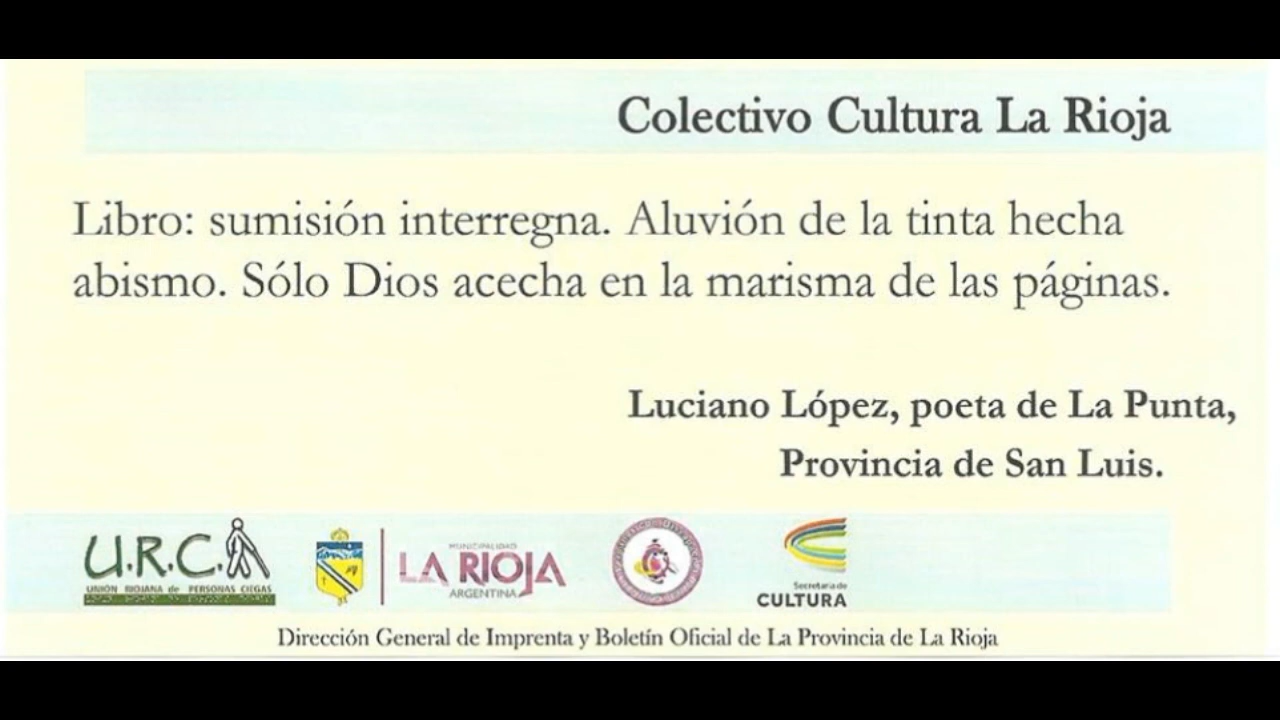 Colectivo Cultura La Rioja
Libro: sumisión interregna. Aluvión de la tinta hecha
abismo. Sólo Dios acecha en la marisma de las páginas.
Luciano López, poeta de La Punta,
Provincia de San Luis.
U.R.C.
UNIÓN RIOJANA de PERSONAS CIEGAS
MUNICIPALIDAD
LA RIOJA
ARGENTINA
Secretaría de
CULTURA
Dirección General de Imprenta y Boletín Oficial de La Provincia de La Rioja